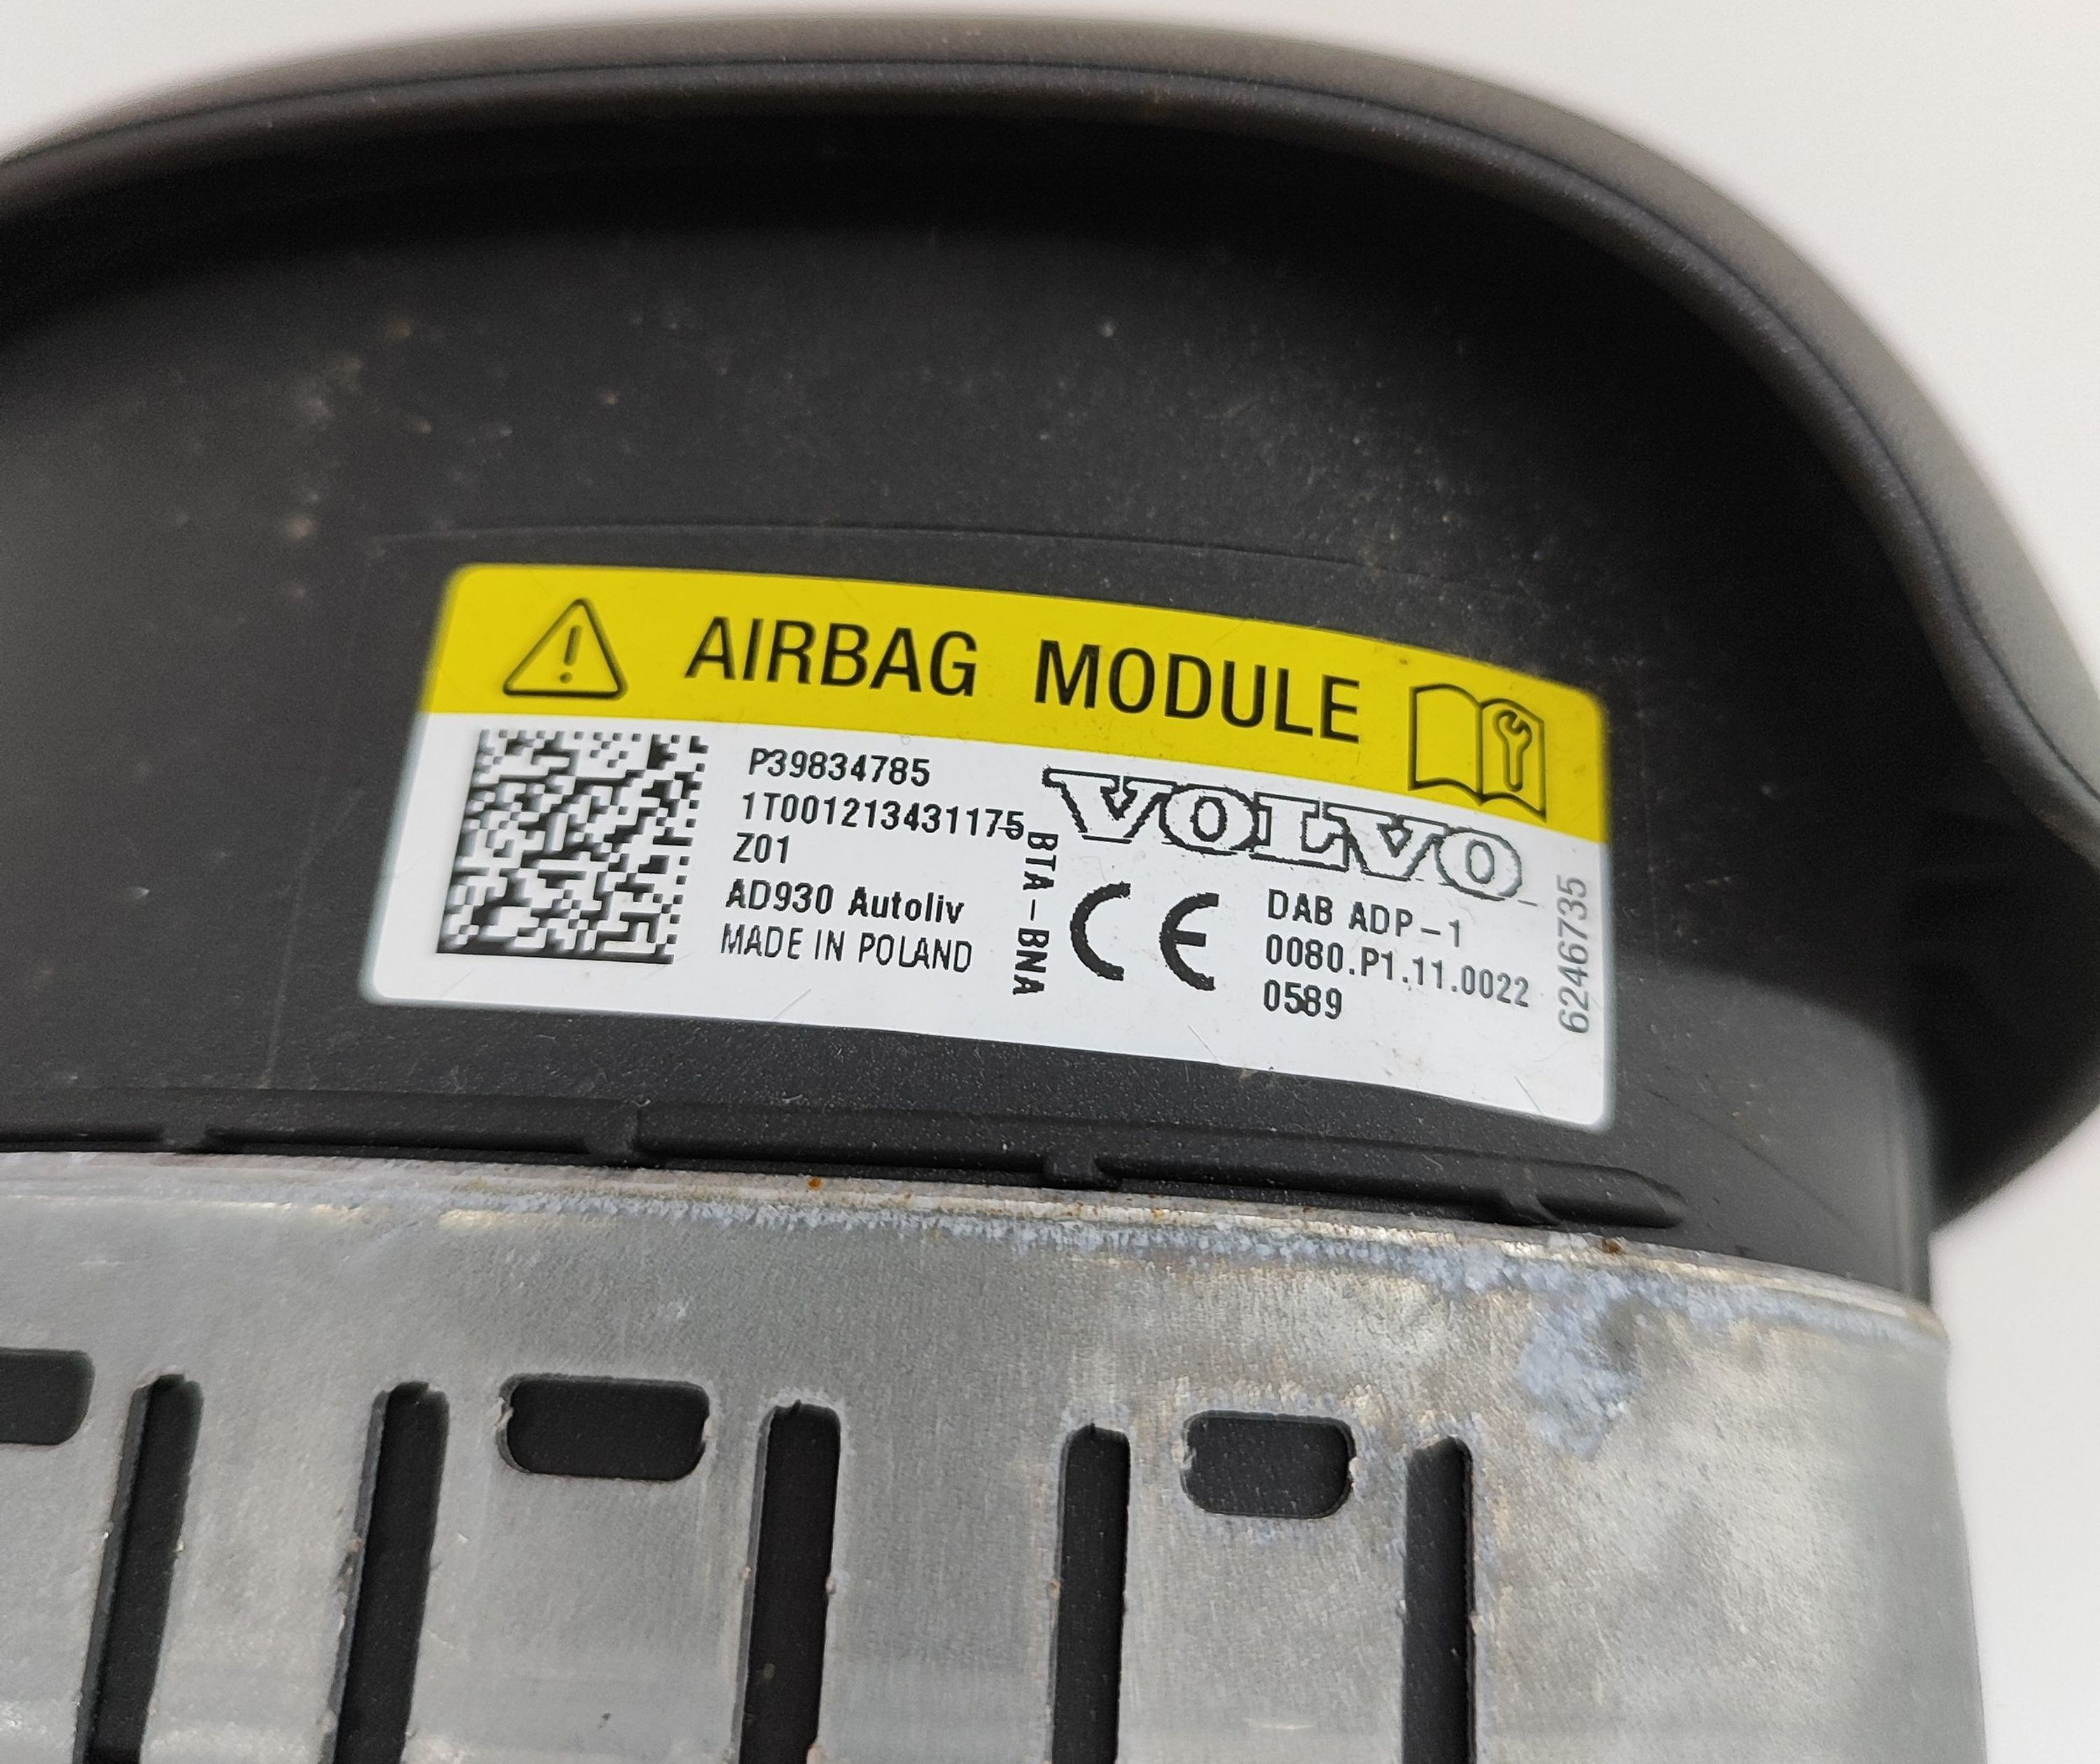 AIRBAG MODULE
P39834785
1T001213431175
Z01
AD930 Autoliv
MADE IN POLAND
BTA-BNA
VOLVO
CE
DAB ADP-1
0080.P1.11.0022
0589
6246735